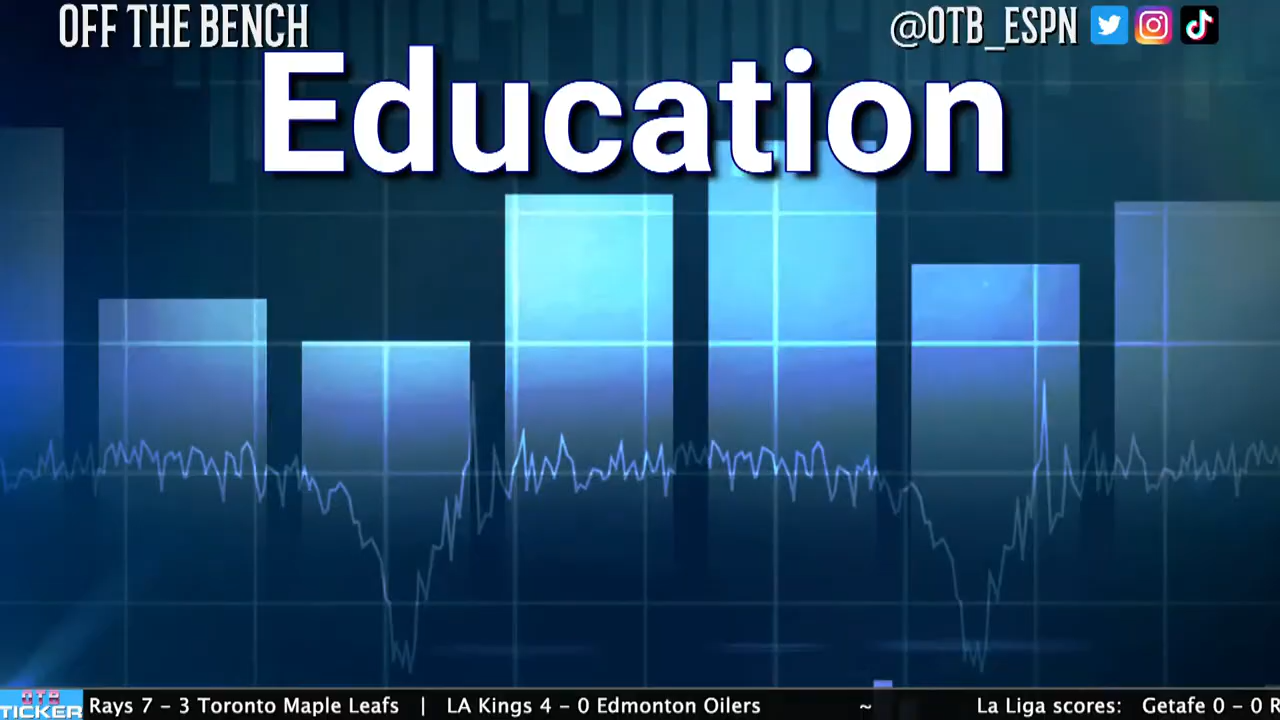 OFF THE BENCH
@OTB_ESPN
Education
OTB TICKER
Rays 7 – 3 Toronto Maple Leafs | LA Kings 4 – 0 Edmonton Oilers ~ La Liga scores: Getafe 0 – 0 R